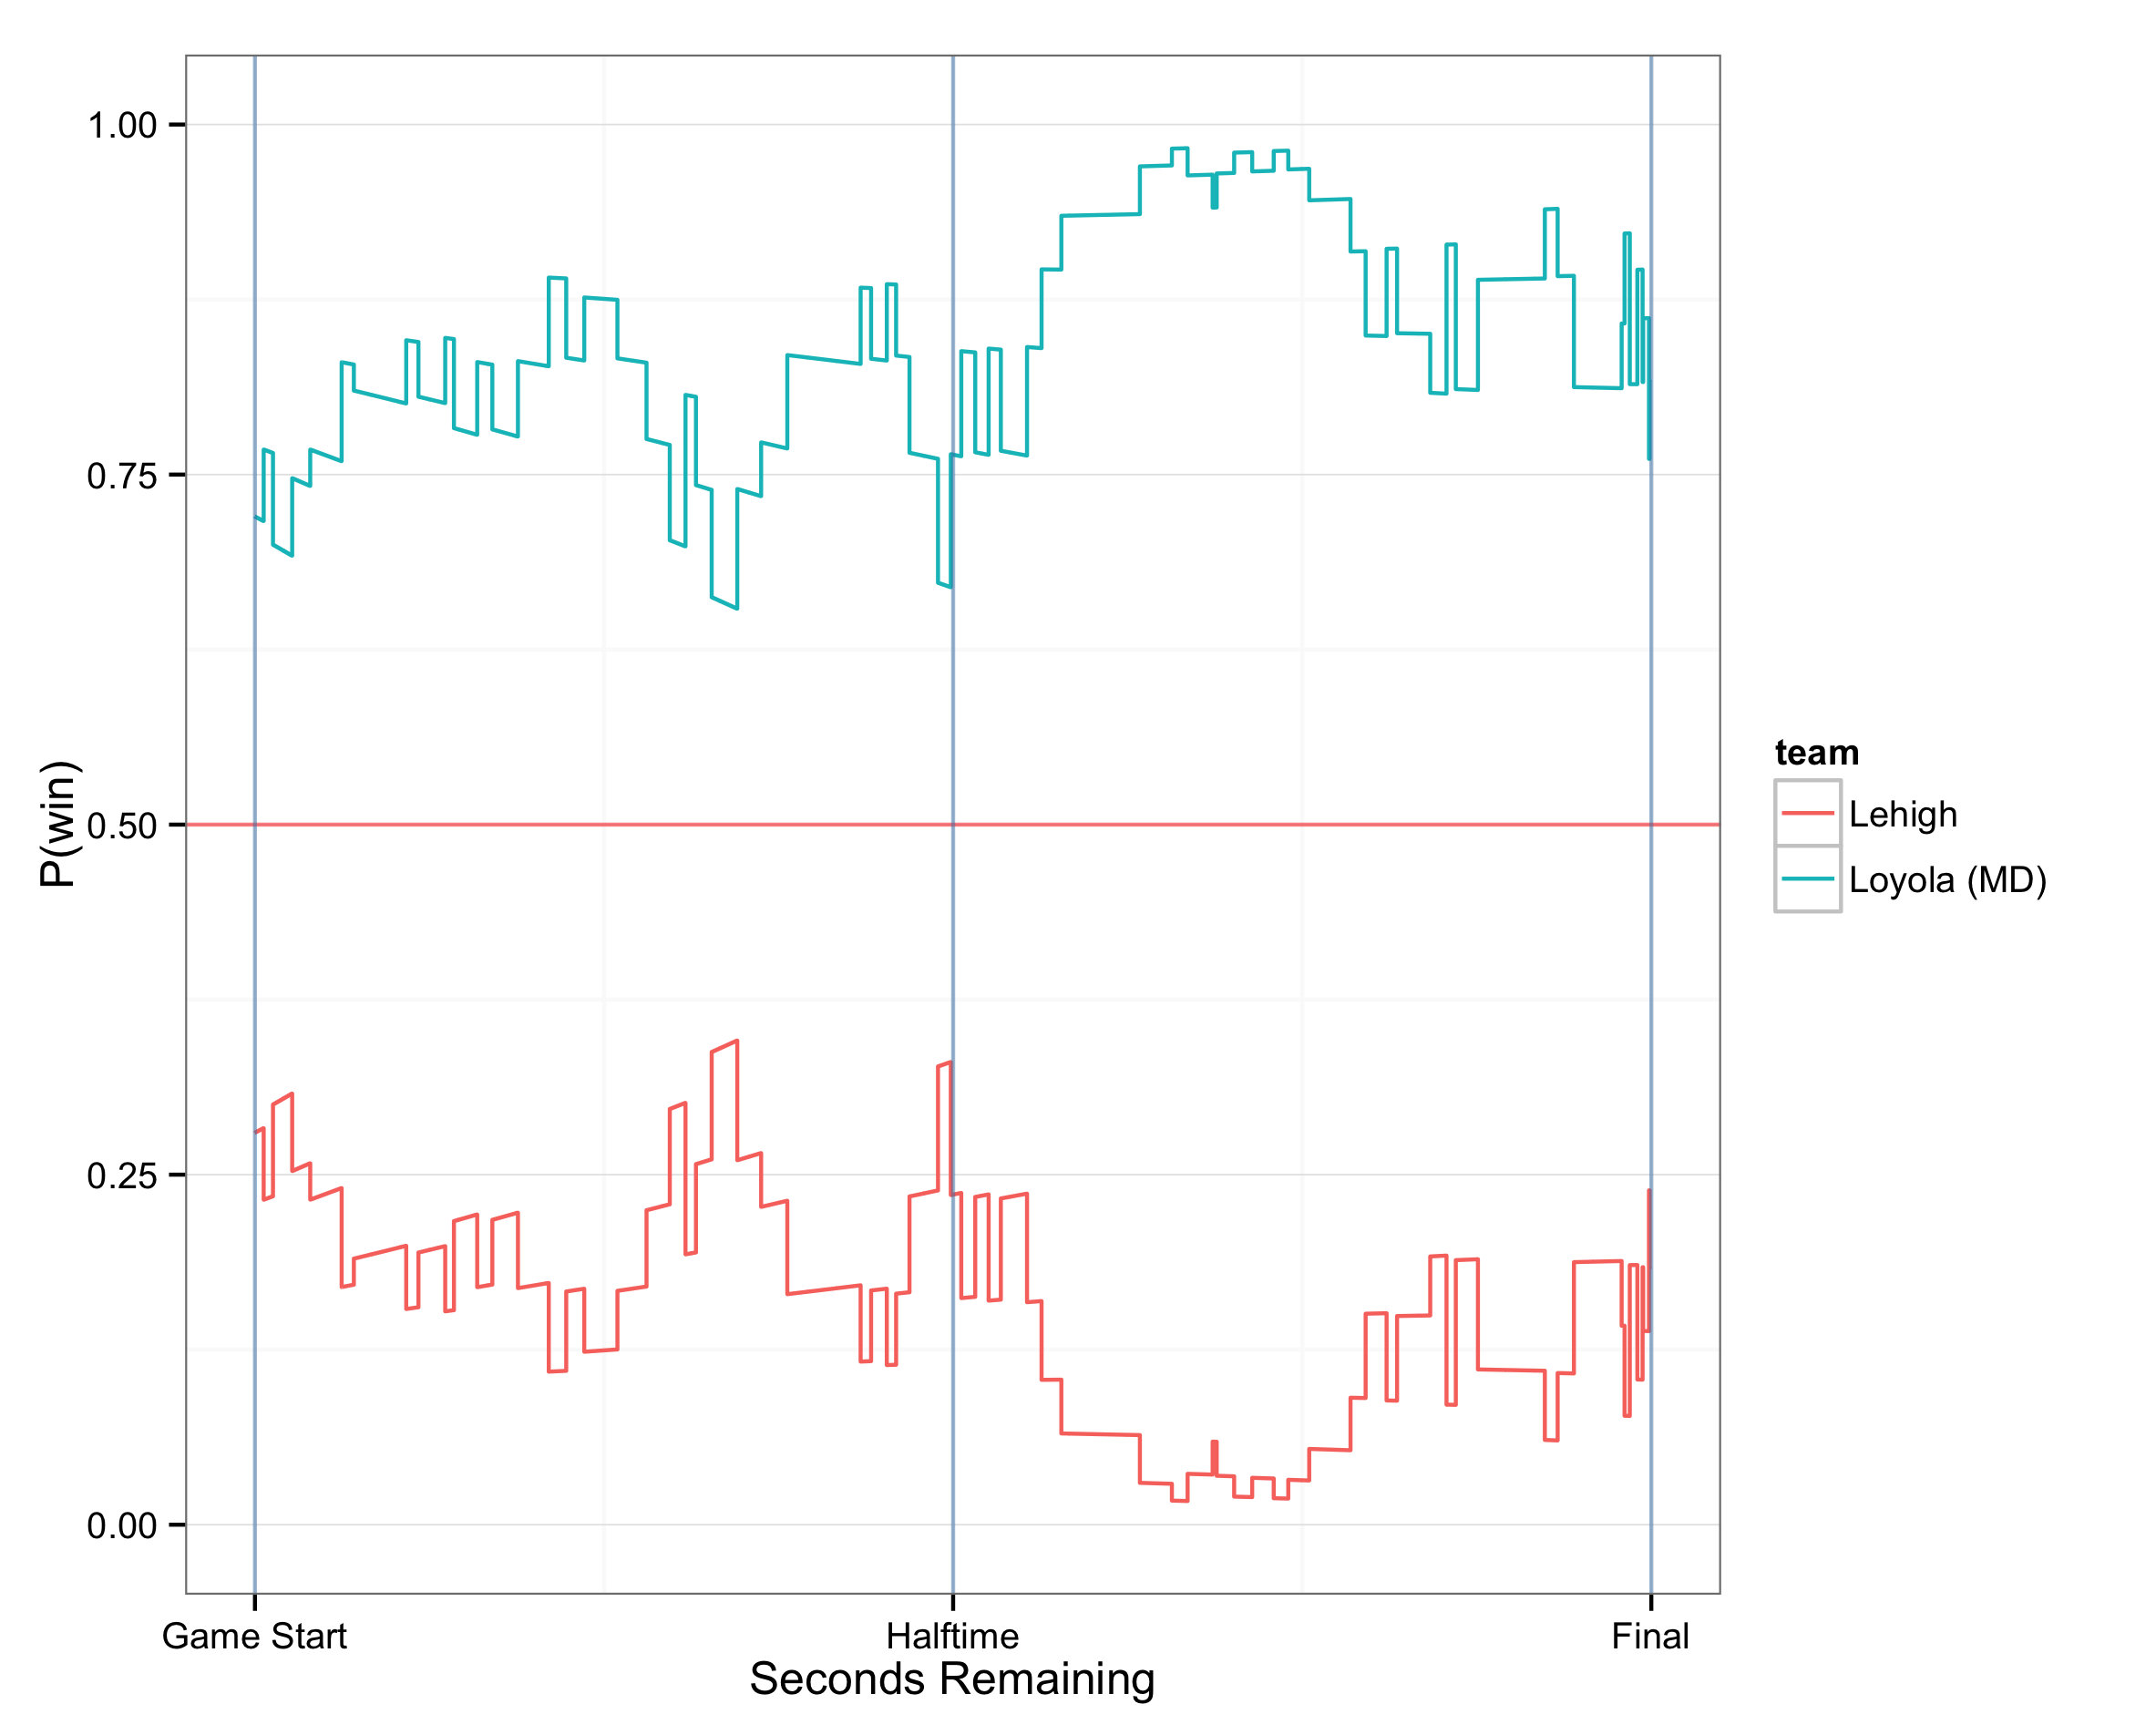 1.00
0.75
0.50
0.25
0.00
P(win)
Game Start
Halftime
Final
Seconds Remaining
team
Lehigh
Loyola (MD)